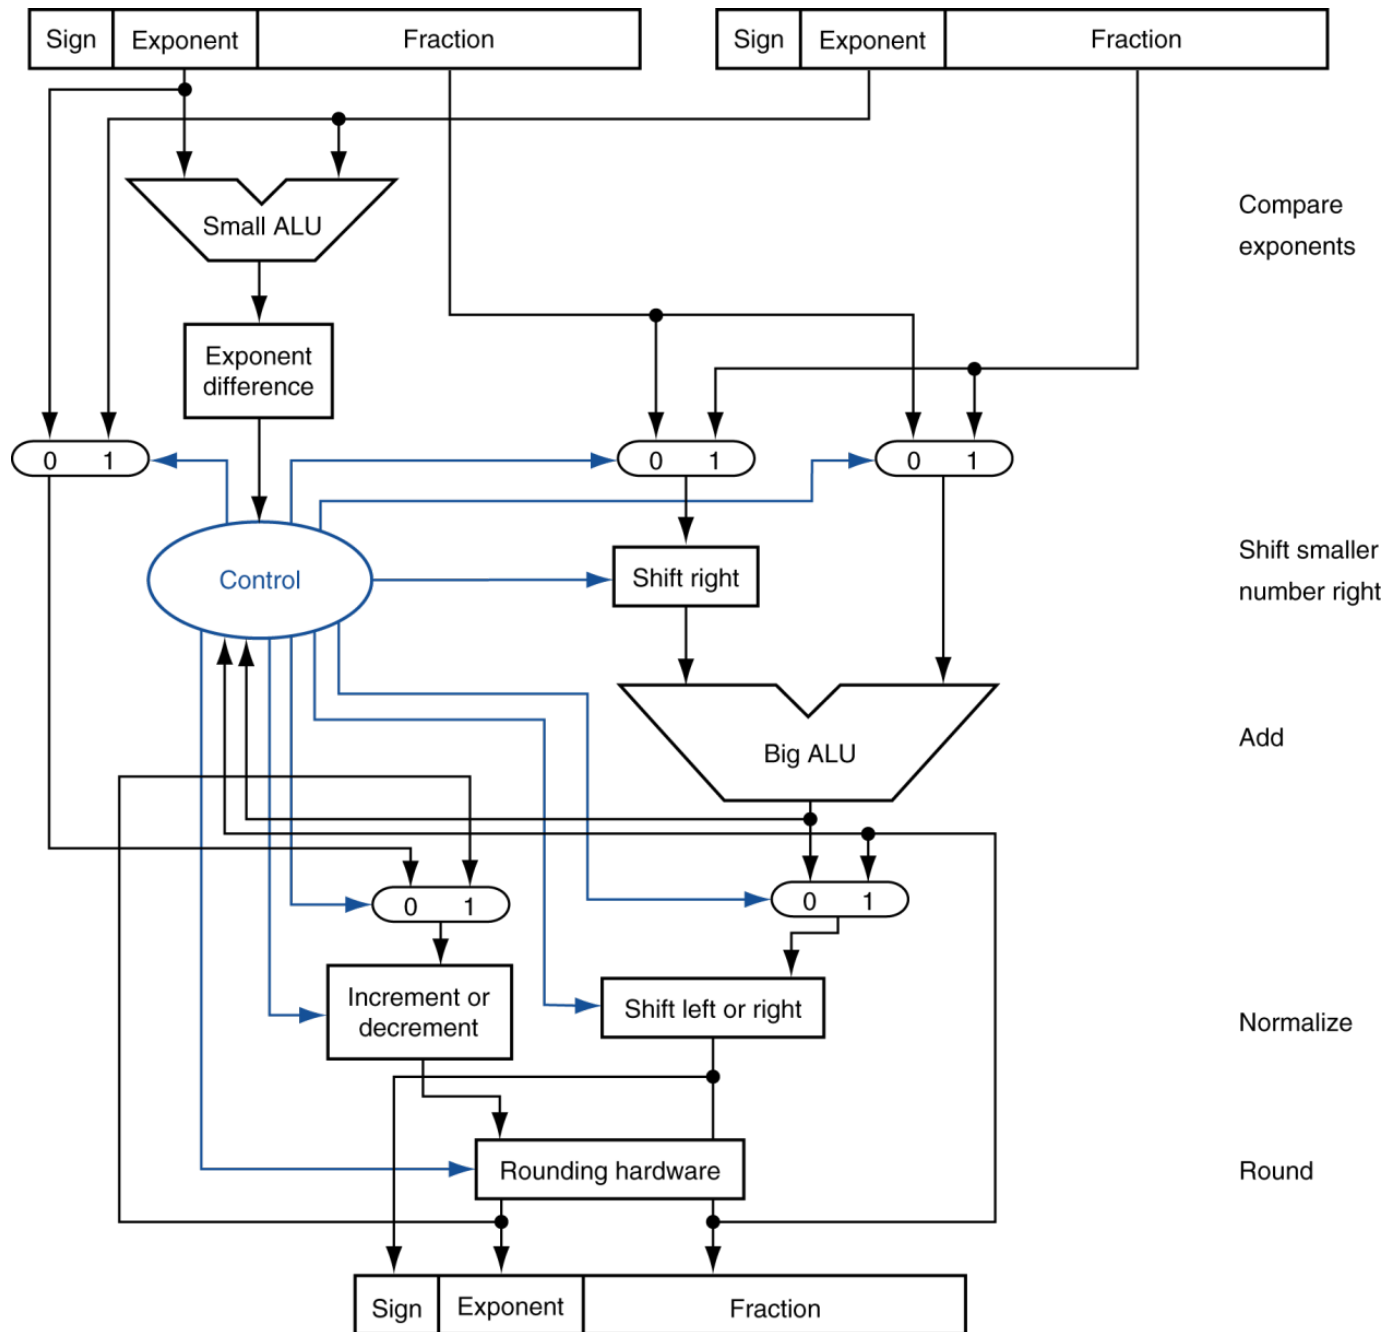 Sign Exponent Fraction
Sign Exponent Fraction
Small ALU
Compare
exponents
Exponent
difference
0 1
0 1
0 1
Control
Shift right
Shift smaller
number right
Big ALU
Add
0 1
0 1
Increment or
decrement
Shift left or right
Normalize
Rounding hardware
Round
Sign Exponent Fraction